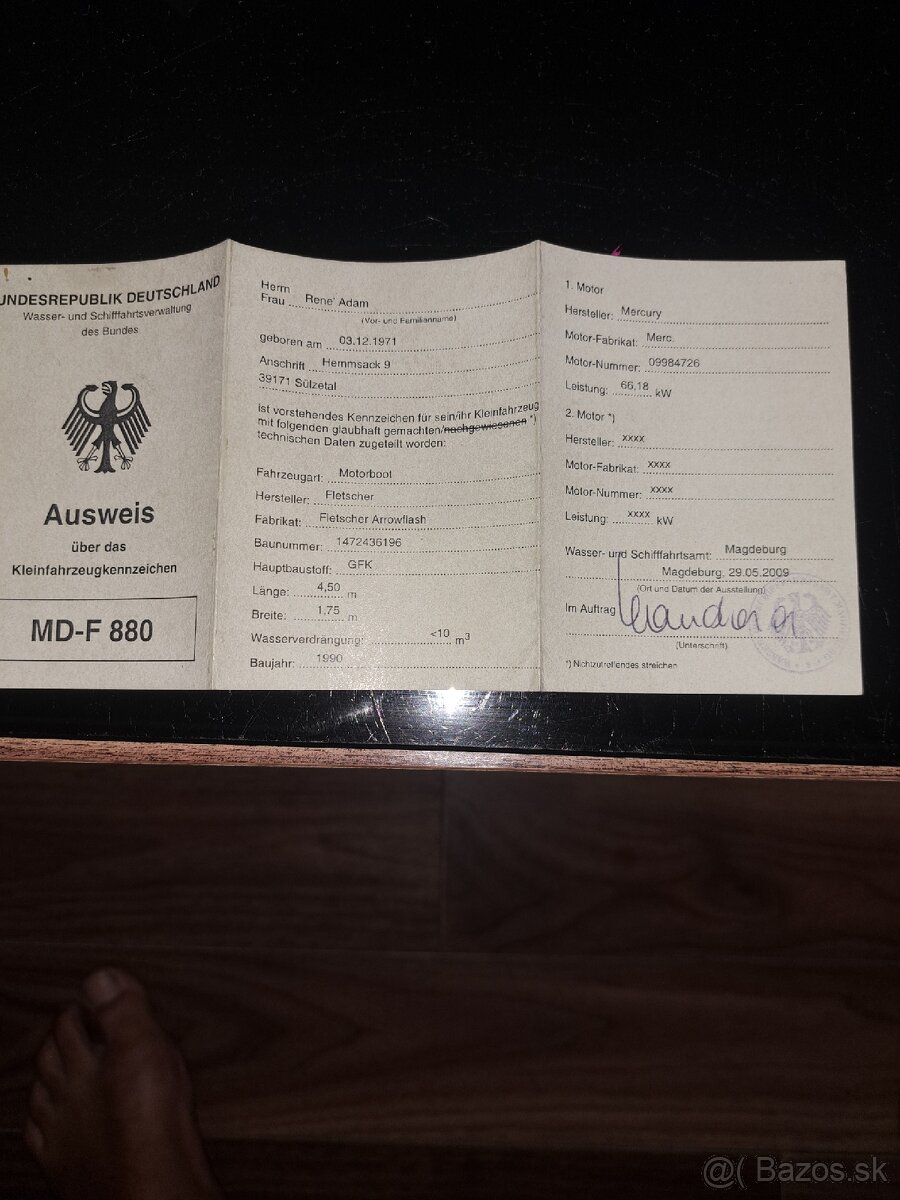 UNDESREPUBLIK DEUTSCHLAND
Wasser- und Schifffahrtsverwaltung
des Bundes
Ausweis
über das
Kleinfahrzeugkennzeichen
MD-F 880
Herrn
Frau Rene' Adam
(Vor- und Familienname)
geboren am 03.12.1971
Anschrift Hemmsack 9
39171 Sülzetal
ist vorstehendes Kennzeichen für sein/ihr Kleinfahrzeug
mit folgenden glaubhaft gemachten/nachgewiesenen *)
technischen Daten zugeteilt worden:
Fahrzeugart: Motorboot
Hersteller: Fletscher
Fabrikat: Fletscher Arrowflash
Baunummer: 1472436196
Hauptbaustoff: GFK
Länge: 4,50 m
Breite: 1,75 m
Wasserverdrängung: <10 m3
Baujahr: 1990
1. Motor
Hersteller: Mercury
Motor-Fabrikat: Merc.
Motor-Nummer: 09984726
Leistung: 66,18 kW
2. Motor *)
Hersteller: xxxx
Motor-Fabrikat: xxxx
Motor-Nummer: xxxx
Leistung: xxxx kW
Wasser- und Schifffahrtsamt: Magdeburg
Magdeburg, 29.05.2009
(Ort und Datum der Ausstellung)
Im Auftrag
(Unterschrift)
*) Nichtzutreffendes streichen
@( Bazos.sk